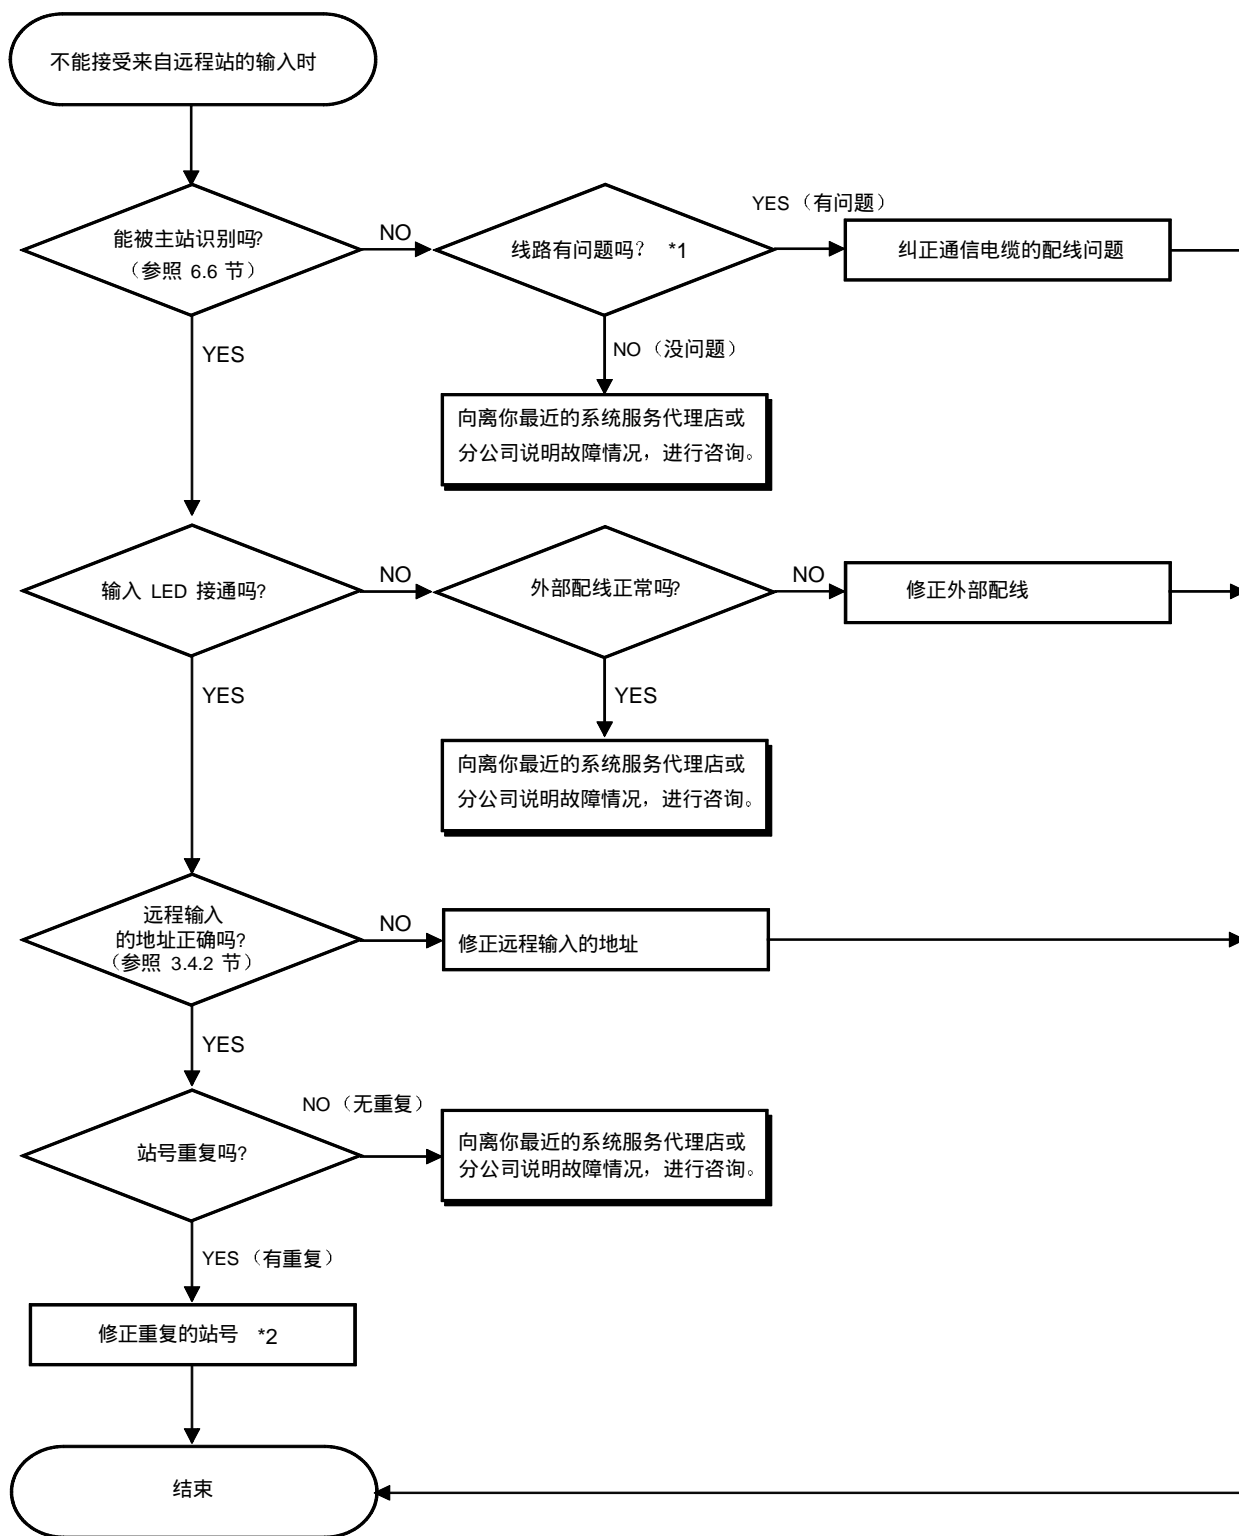 不能接受来自远程站的输入时
能被主站识别吗?
（参照 6.6 节）
NO
线路有问题吗? *1
YES（有问题）
纠正通信电缆的配线问题
YES
NO（没问题）
向离你最近的系统服务代理店或
分公司说明故障情况，进行咨询。
输入 LED 接通吗?
NO
外部配线正常吗?
NO
修正外部配线
YES
YES
向离你最近的系统服务代理店或
分公司说明故障情况，进行咨询。
远程输入
的地址正确吗?
（参照 3.4.2 节）
NO
修正远程输入的地址
YES
NO（无重复）
站号重复吗?
向离你最近的系统服务代理店或
分公司说明故障情况，进行咨询。
YES（有重复）
修正重复的站号 *2
结束